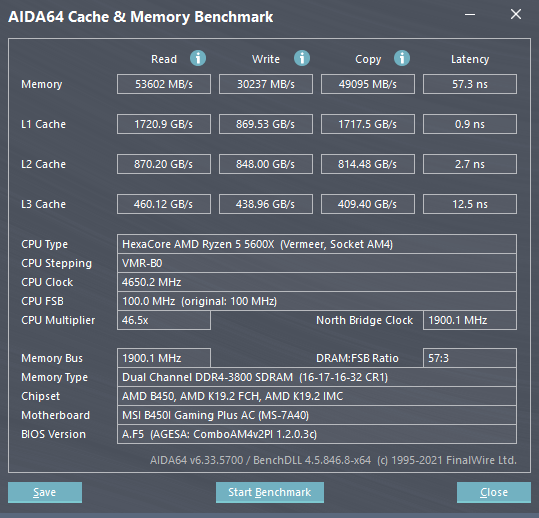 AIDA64 Cache & Memory Benchmark
Read Write Copy Latency
Memory 53602 MB/s 30237 MB/s 49095 MB/s 57.3 ns
L1 Cache 1720.9 GB/s 869.53 GB/s 1717.5 GB/s 0.9 ns
L2 Cache 870.20 GB/s 848.00 GB/s 814.48 GB/s 2.7 ns
L3 Cache 460.12 GB/s 438.96 GB/s 409.40 GB/s 12.5 ns
CPU Type HexaCore AMD Ryzen 5 5600X (Vermeer, Socket AM4)
CPU Stepping VMR-B0
CPU Clock 4650.2 MHz
CPU FSB 100.0 MHz (original: 100 MHz)
CPU Multiplier 46.5x North Bridge Clock 1900.1 MHz
Memory Bus 1900.1 MHz DRAM:FSB Ratio 57:3
Memory Type Dual Channel DDR4-3800 SDRAM (16-17-16-32 CR1)
Chipset AMD B450, AMD K19.2 FCH, AMD K19.2 IMC
Motherboard MSI B450I Gaming Plus AC (MS-7A40)
BIOS Version A.F5 (AGESA: ComboAM4v2PI 1.2.0.3c)
AIDA64 v6.33.5700 / BenchDLL 4.5.846.8-x64 (c) 1995-2021 FinalWire Ltd.
Save Start Benchmark Close